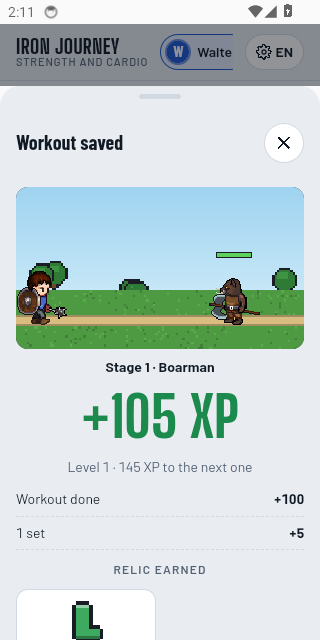 2:11
IRON JOURNEY
STRENGTH AND CARDIO
W Walte
EN
Workout saved
Stage 1 · Boarman
+105 XP
Level 1 · 145 XP to the next one
Workout done +100
1 set +5
RELIC EARNED